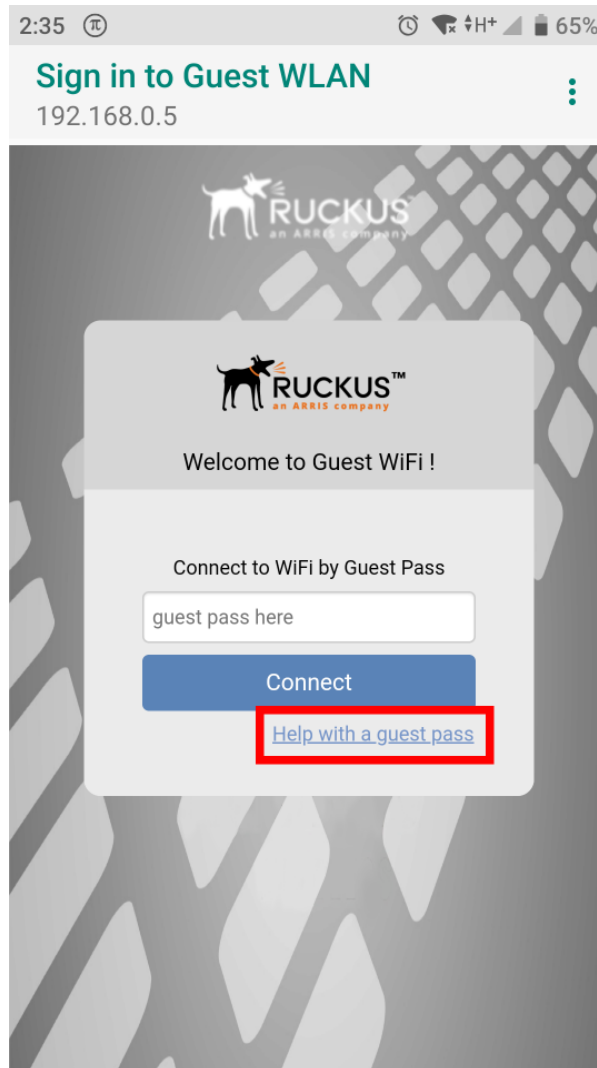 2:35 π H+ 65%
Sign in to Guest WLAN
192.168.0.5
RUCKUS
an ARRIS company
RUCKUS™
an ARRIS company
Welcome to Guest WiFi !
Connect to WiFi by Guest Pass
guest pass here
Connect
Help with a guest pass